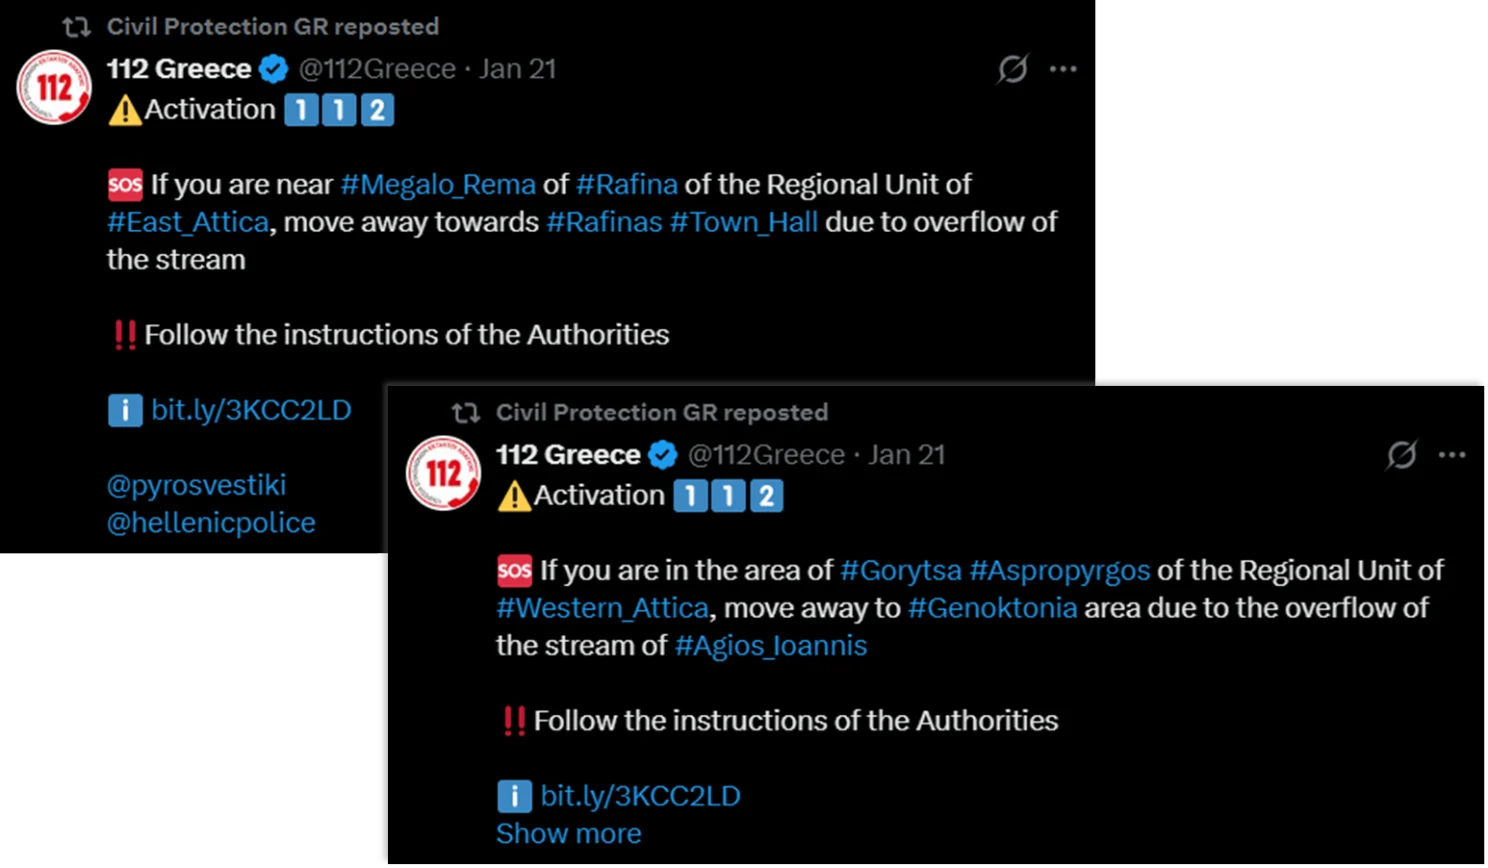 Civil Protection GR reposted
112 Greece @112Greece · Jan 21
⚠️Activation 1️⃣1️⃣2️⃣
🆘 If you are near #Megalo_Rema of #Rafina of the Regional Unit of
#East_Attica, move away towards #Rafinas #Town_Hall due to overflow of
the stream
‼️Follow the instructions of the Authorities
ℹ️ bit.ly/3KCC2LD
@pyrosvestiki
@hellenicpolice
112
Civil Protection GR reposted
112 Greece @112Greece · Jan 21
⚠️Activation 1️⃣1️⃣2️⃣
🆘 If you are in the area of #Gorytsa #Aspropyrgos of the Regional Unit of
#Western_Attica, move away to #Genoktonia area due to the overflow of
the stream of #Agios_Ioannis
‼️Follow the instructions of the Authorities
ℹ️ bit.ly/3KCC2LD
Show more
112